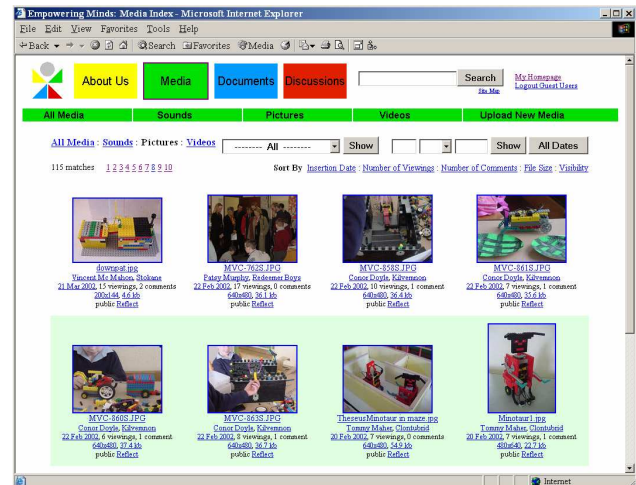 Empowering Minds: Media Index - Microsoft Internet Explorer
File Edit View Favorites Tools Help
Back Search Favorites Media
About Us Media Documents Discussions Search My Homepage
Site Map Logout Guest Users
All Media Sounds Pictures Videos Upload New Media
All Media : Sounds : Pictures : Videos -------- All -------- Show Show All Dates
115 matches 1 2 3 4 5 6 7 8 9 10 Sort By Insertion Date : Number of Viewings : Number of Comments : File Size : Visibility
downpat.jpg
Vincent Mc Mahon, Stokane
21 Mar 2002, 15 viewings, 2 comments
200x144, 4.6 kb
public Reflect
MVC-762S.JPG
Patsy Murphy, Redeemer Boys
22 Feb 2002, 17 viewings, 0 comments
640x480, 36.1 kb
public Reflect
MVC-858S.JPG
Conor Doyle, Kilvemnon
22 Feb 2002, 10 viewings, 1 comment
640x480, 36.4 kb
public Reflect
MVC-861S.JPG
Conor Doyle, Kilvemnon
22 Feb 2002, 7 viewings, 1 comment
640x480, 35.6 kb
public Reflect
MVC-860S.JPG
Conor Doyle, Kilvemnon
22 Feb 2002, 6 viewings, 1 comment
640x480, 37.4 kb
public Reflect
MVC-863S.JPG
Conor Doyle, Kilvemnon
22 Feb 2002, 8 viewings, 1 comment
640x480, 36.7 kb
public Reflect
TheseusMinotaur in maze.jpg
Tommy Maher, Clontubrid
20 Feb 2002, 7 viewings, 0 comments
640x480, 54.9 kb
public Reflect
Minotaur1.jpg
Tommy Maher, Clontubrid
20 Feb 2002, 7 viewings, 1 comment
480x640, 22.7 kb
public Reflect
Internet